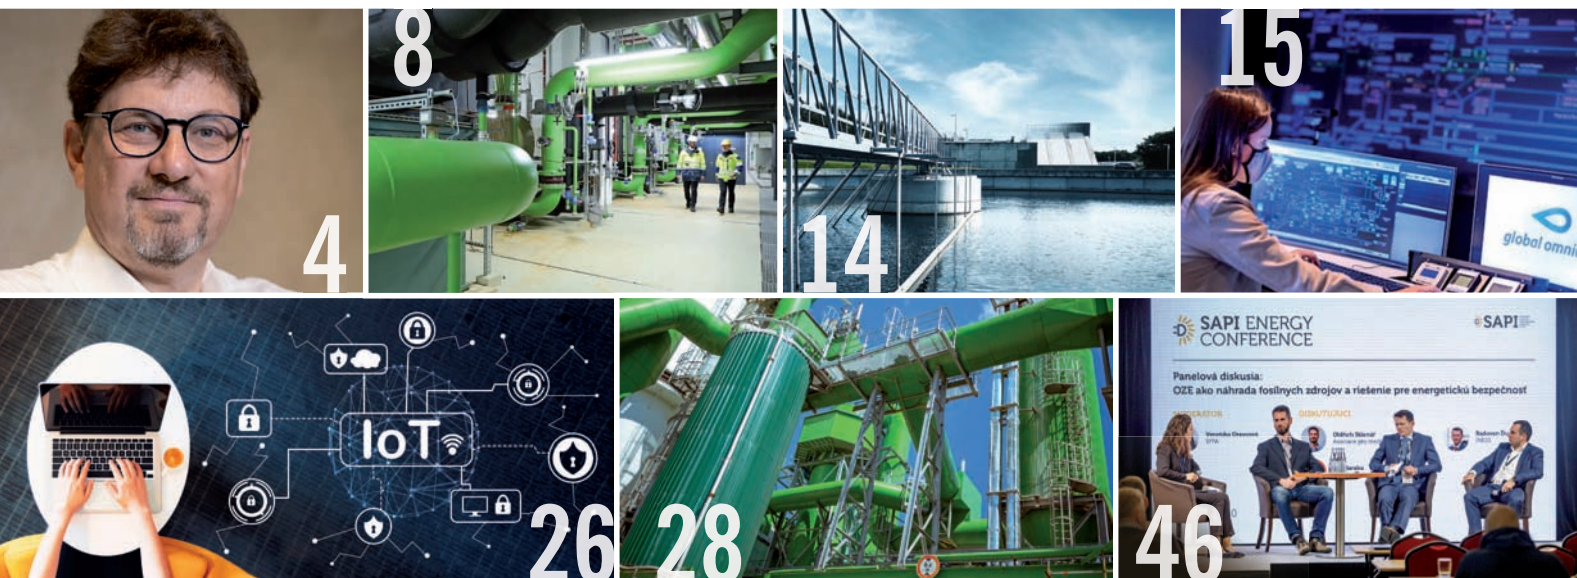 4
8
14
15
global omni
IoT
26
28
SAPI ENERGY
CONFERENCE
SAPI
Panelová diskusia:
OZE ako náhrada fosílnych zdrojov a riešenie pre energetickú bezpečnosť
DISKUTUJÚCI
46